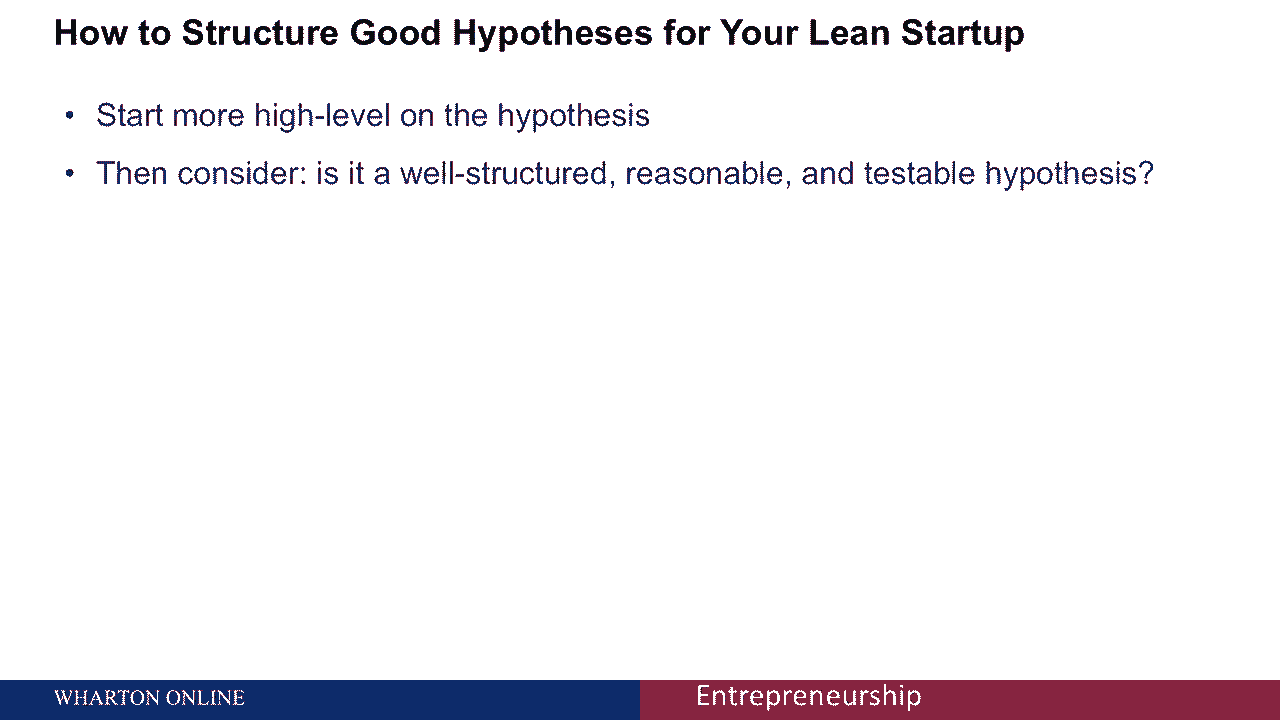 How to Structure Good Hypotheses for Your Lean Startup
• Start more high-level on the hypothesis
• Then consider: is it a well-structured, reasonable, and testable hypothesis?
WHARTON ONLINE
Entrepreneurship